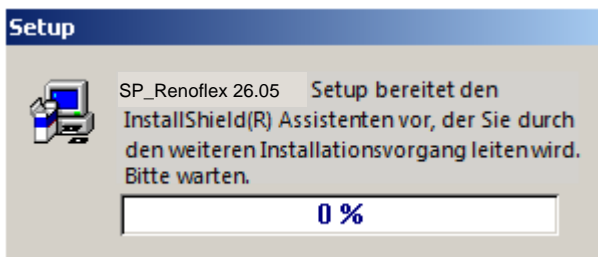 Setup
SP_Renoflex 26.05 Setup bereitet den
InstallShield(R) Assistenten vor, der Sie durch
den weiteren Installationsvorgang leiten wird.
Bitte warten.
0 %